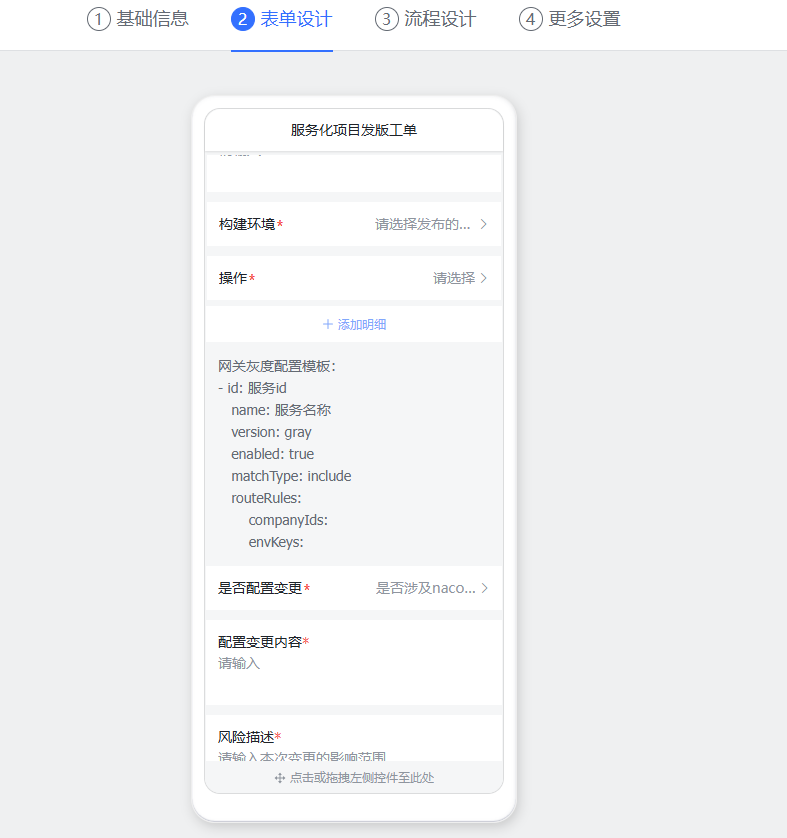 1 基础信息 2 表单设计 3 流程设计 4 更多设置
服务化项目发版工单
构建环境* 请选择发布的...
操作* 请选择
+ 添加明细
网关灰度配置模板:
- id: 服务id
name: 服务名称
version: gray
enabled: true
matchType: include
routeRules:
companyIds:
envKeys:
是否配置变更* 是否涉及naco...
配置变更内容*
请输入
风险描述*
请输入本次变更的影响范围
点击或拖拽左侧控件至此处